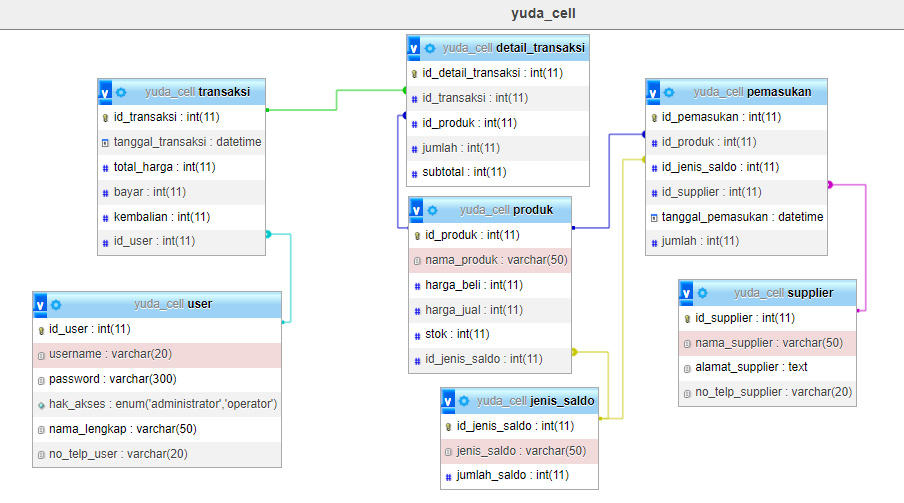 yuda_cell
yuda_cell transaksi
id_transaksi : int(11)
tanggal_transaksi : datetime
total_harga : int(11)
bayar : int(11)
kembalian : int(11)
id_user : int(11)
yuda_cell detail_transaksi
id_detail_transaksi : int(11)
id_transaksi : int(11)
id_produk : int(11)
jumlah : int(11)
subtotal : int(11)
yuda_cell pemasukan
id_pemasukan : int(11)
id_produk : int(11)
id_jenis_saldo : int(11)
id_supplier : int(11)
tanggal_pemasukan : datetime
jumlah : int(11)
yuda_cell produk
id_produk : int(11)
nama_produk : varchar(50)
harga_beli : int(11)
harga_jual : int(11)
stok : int(11)
id_jenis_saldo : int(11)
yuda_cell user
id_user : int(11)
username : varchar(20)
password : varchar(300)
hak_akses : enum('administrator','operator')
nama_lengkap : varchar(50)
no_telp_user : varchar(20)
yuda_cell supplier
id_supplier : int(11)
nama_supplier : varchar(50)
alamat_supplier : text
no_telp_supplier : varchar(20)
yuda_cell jenis_saldo
id_jenis_saldo : int(11)
jenis_saldo : varchar(50)
jumlah_saldo : int(11)